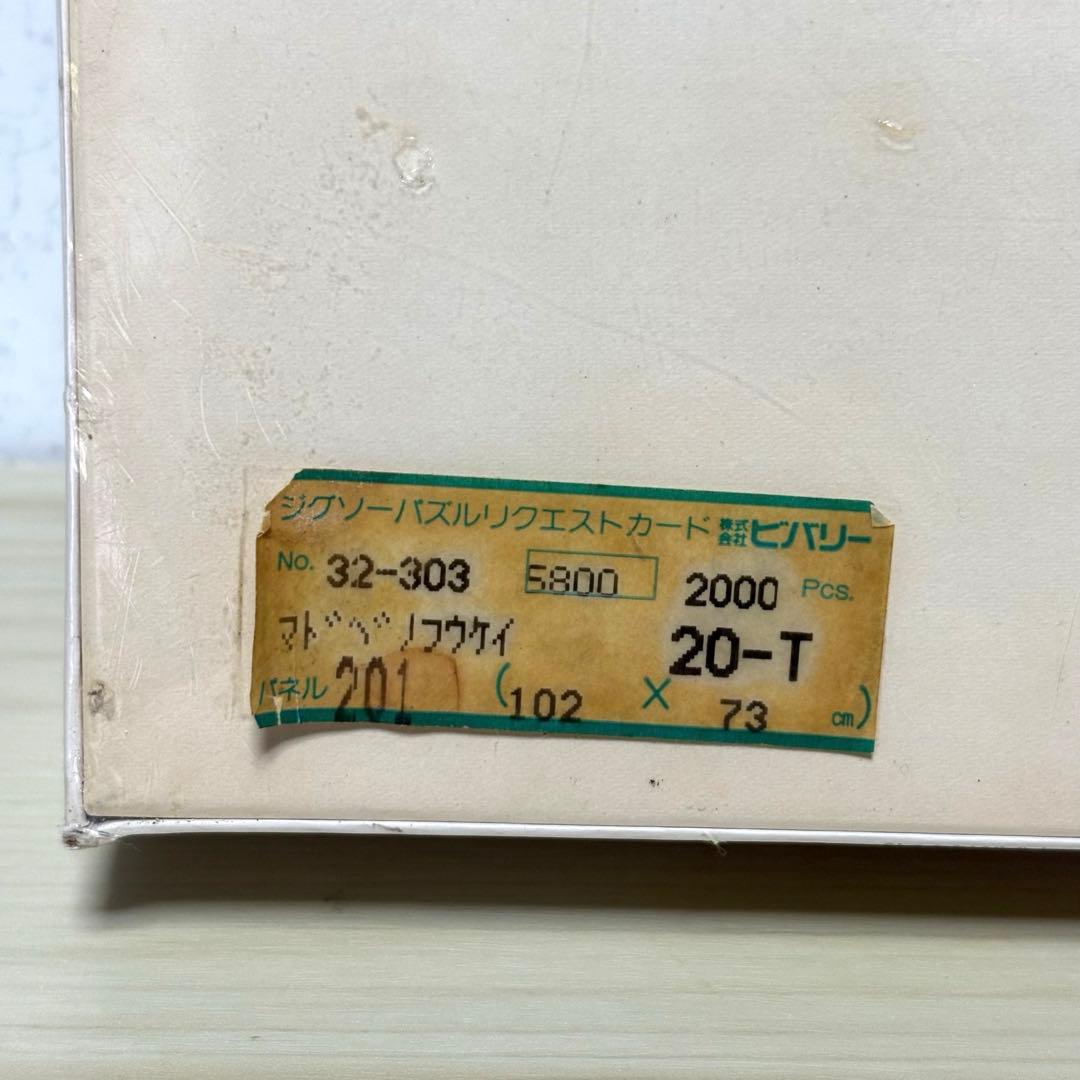 ジグソーパズルリクエストカード 株式会社ビバリー
No. 32-303 5800 2000 Pcs.
マドベノフウケイ 20-T
パネル 201 (102 X 73 cm)